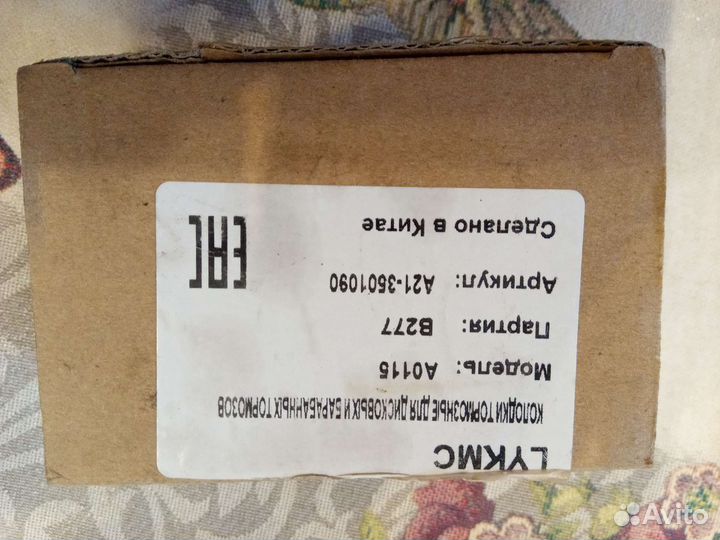 LYKMC
КОЛОДКИ ТОРМОЗНЫЕ ДЛЯ ДИСКОВЫХ И БАРАБАННЫХ ТОРМОЗОВ
Модель: A0115
Партия: B277
Артикул: A21-3501090
Сделано в Китае
EAC
Avito